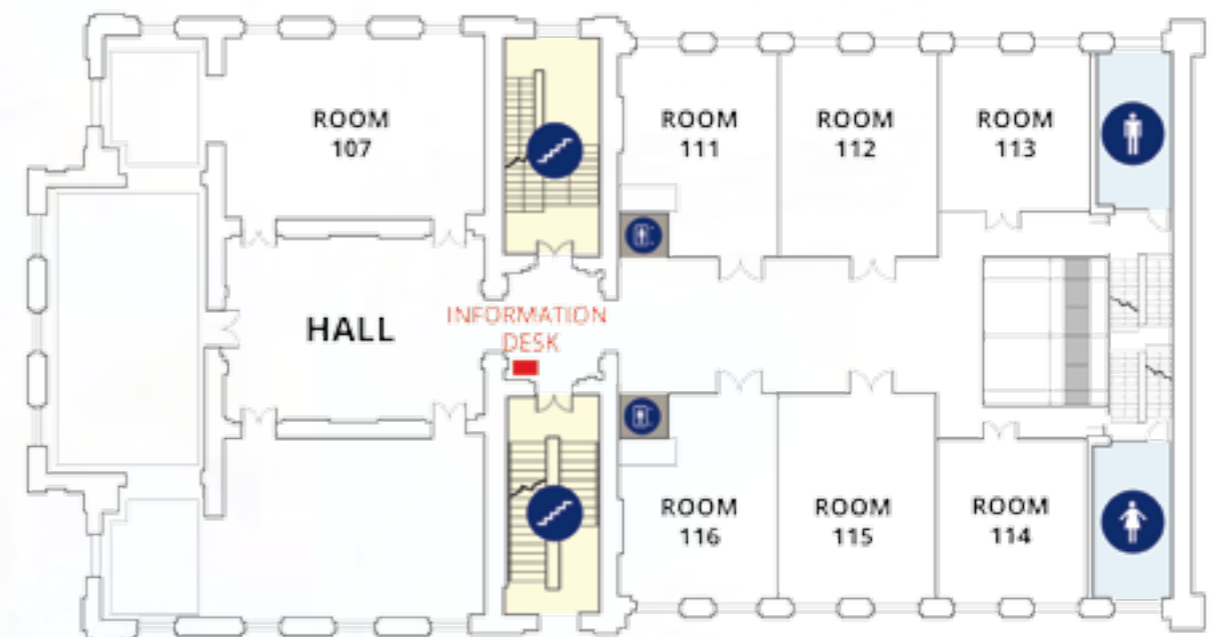 ROOM
107
ROOM
111
ROOM
112
ROOM
113
HALL
INFORMATION
DESK
ROOM
116
ROOM
115
ROOM
114